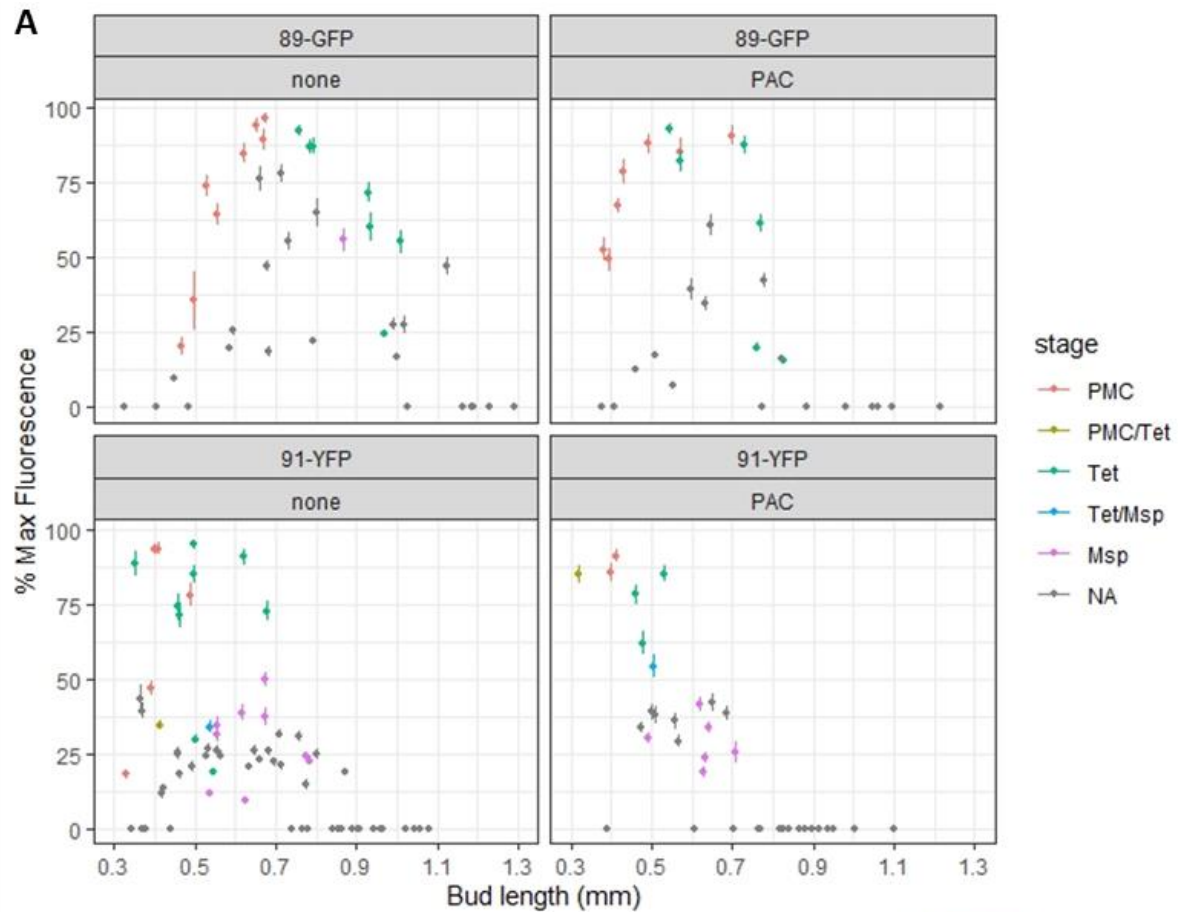 A
89-GFP
89-GFP
none
PAC
100
75
50
25
0
91-YFP
91-YFP
none
PAC
100
75
50
25
0
% Max Fluorescence
0.3 0.5 0.7 0.9 1.1 1.3
0.3 0.5 0.7 0.9 1.1 1.3
Bud length (mm)
stage
PMC
PMC/Tet
Tet
Tet/Msp
Msp
NA